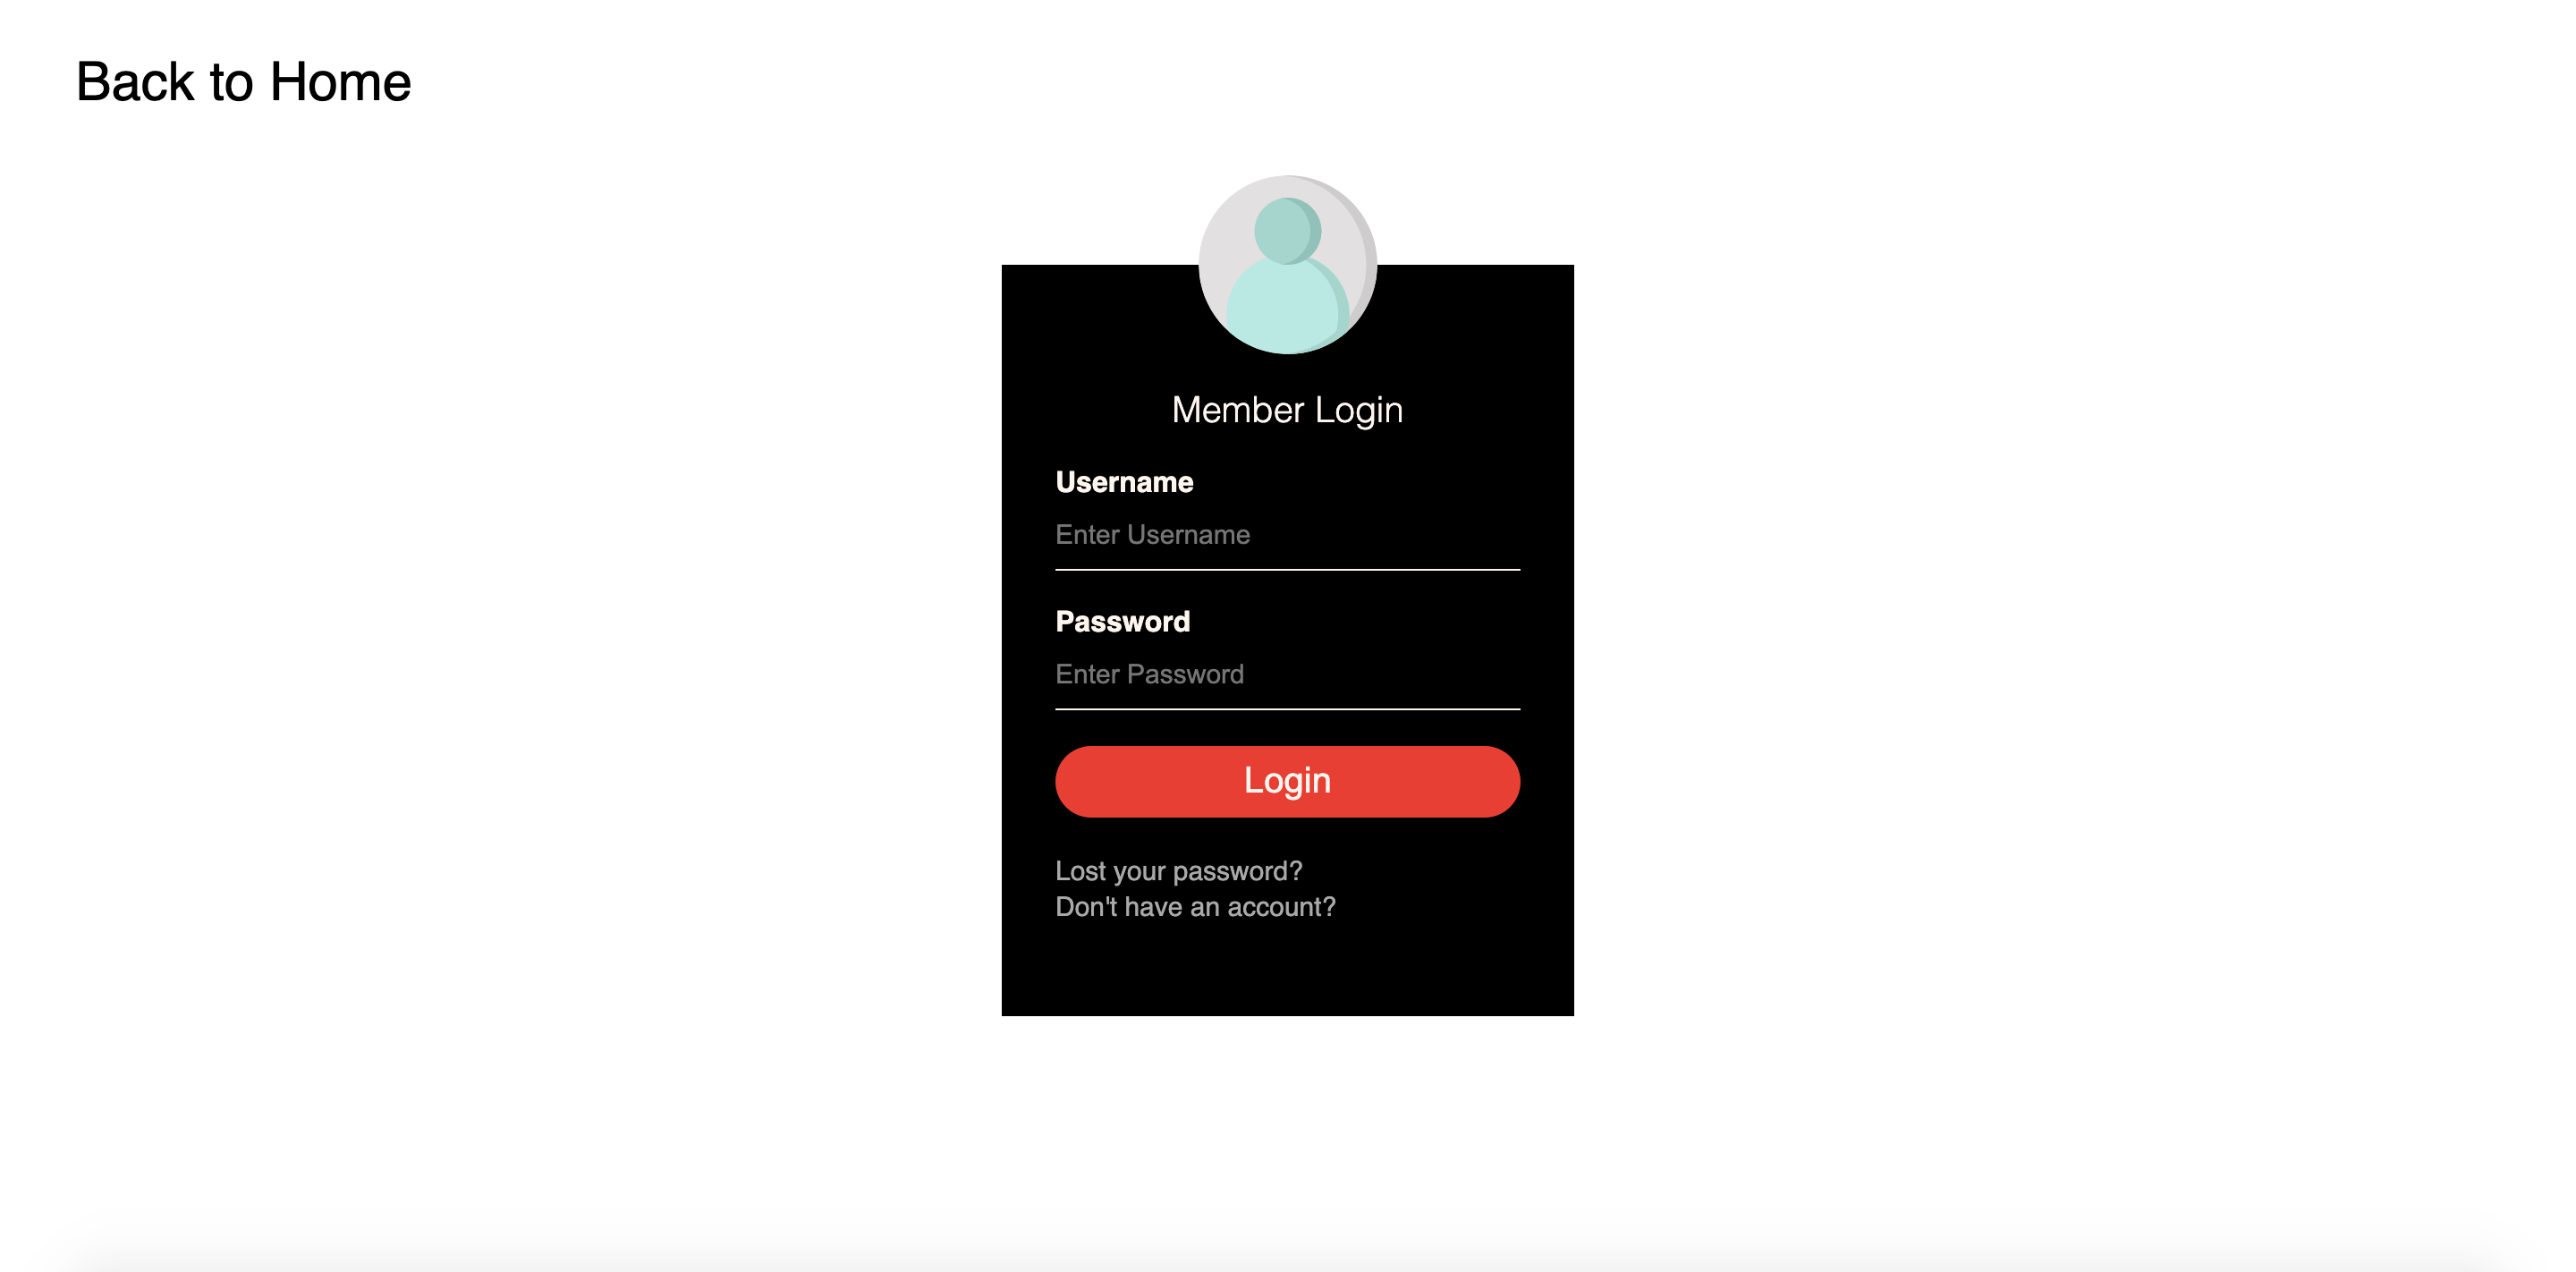 Back to Home
Member Login
Username
Enter Username
Password
Enter Password
Login
Lost your password?
Don't have an account?